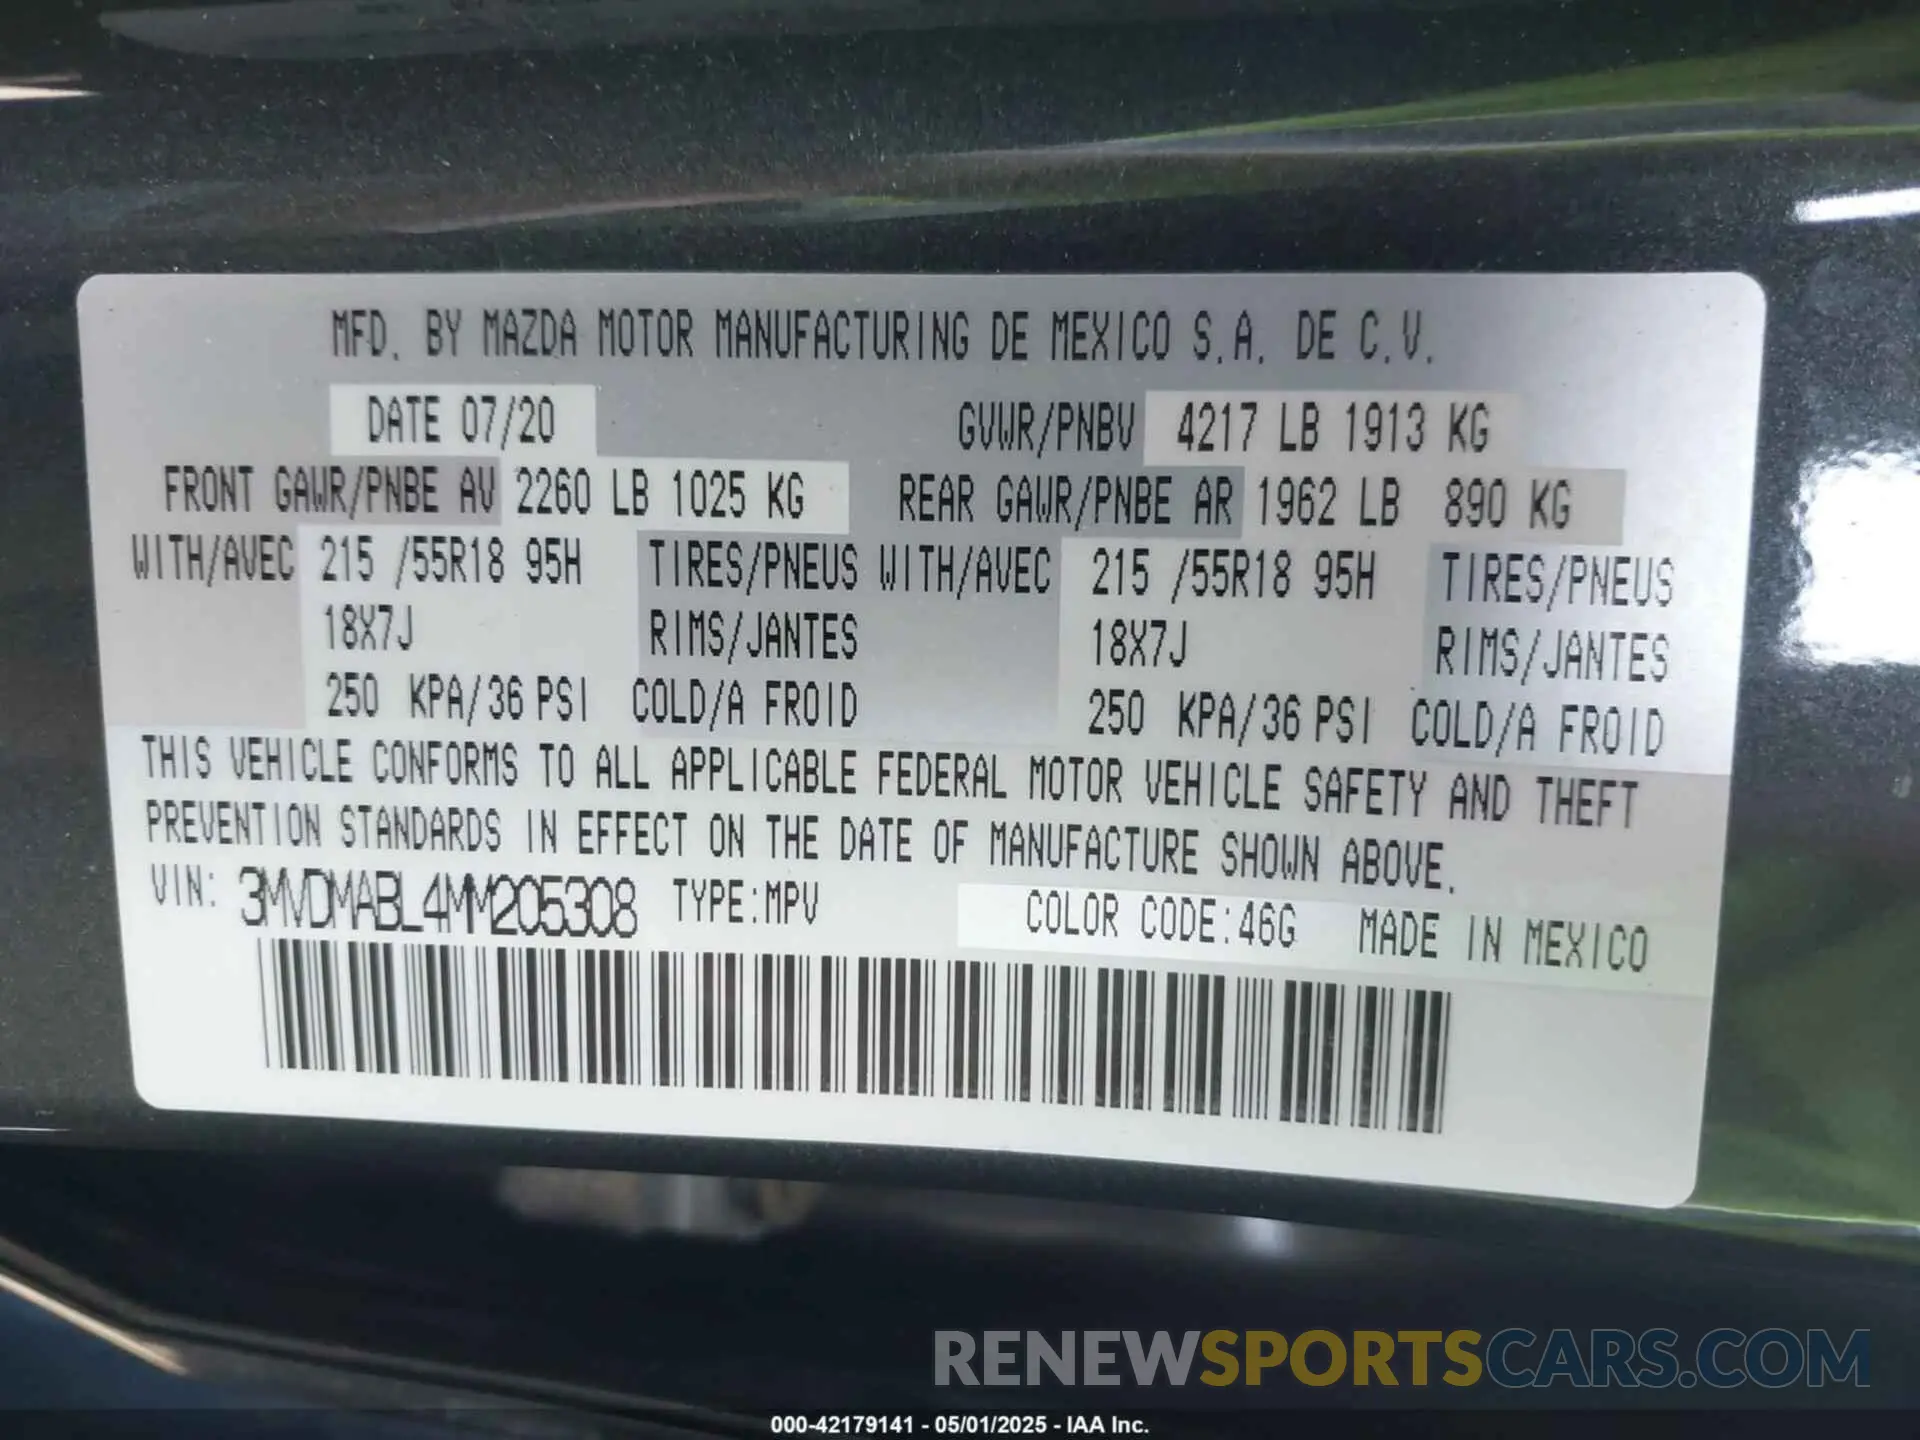 MFD. BY MAZDA MOTOR MANUFACTURING DE MEXICO S.A. DE C.V.
DATE 07/20 GVWR/PNBV 4217 LB 1913 KG
FRONT GAWR/PNBE AV 2260 LB 1025 KG REAR GAWR/PNBE AR 1962 LB 890 KG
WITH/AVEC 215 /55R18 95H TIRES/PNEUS WITH/AVEC 215 /55R18 95H TIRES/PNEUS
18X7J RIMS/JANTES 18X7J RIMS/JANTES
250 KPA/36 PSI COLD/A FROID 250 KPA/36 PSI COLD/A FROID
THIS VEHICLE CONFORMS TO ALL APPLICABLE FEDERAL MOTOR VEHICLE SAFETY AND THEFT
PREVENTION STANDARDS IN EFFECT ON THE DATE OF MANUFACTURE SHOWN ABOVE.
VIN: 3MVDMABL4MM205308 TYPE:MPV COLOR CODE:46G MADE IN MEXICO
RENEWSPORTSCARS.COM
000-42179141 - 05/01/2025 - IAA Inc.